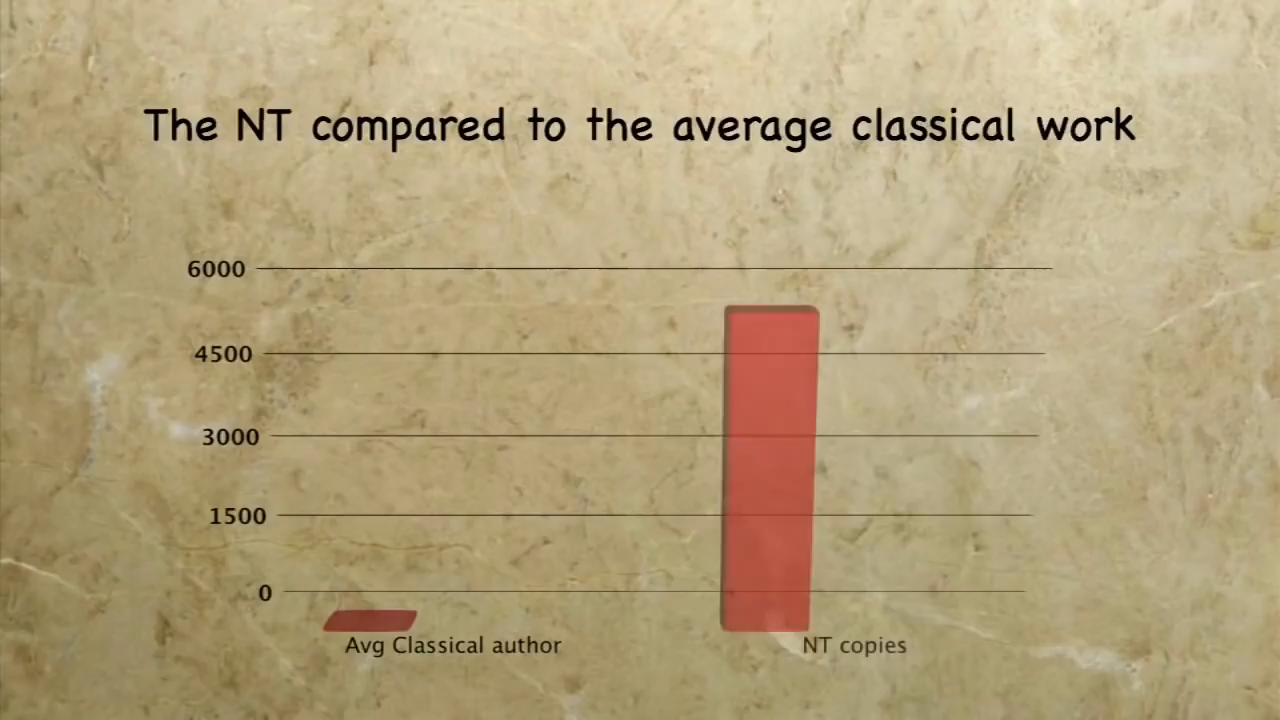 The NT compared to the average classical work
6000
4500
3000
1500
0
Avg Classical author
NT copies